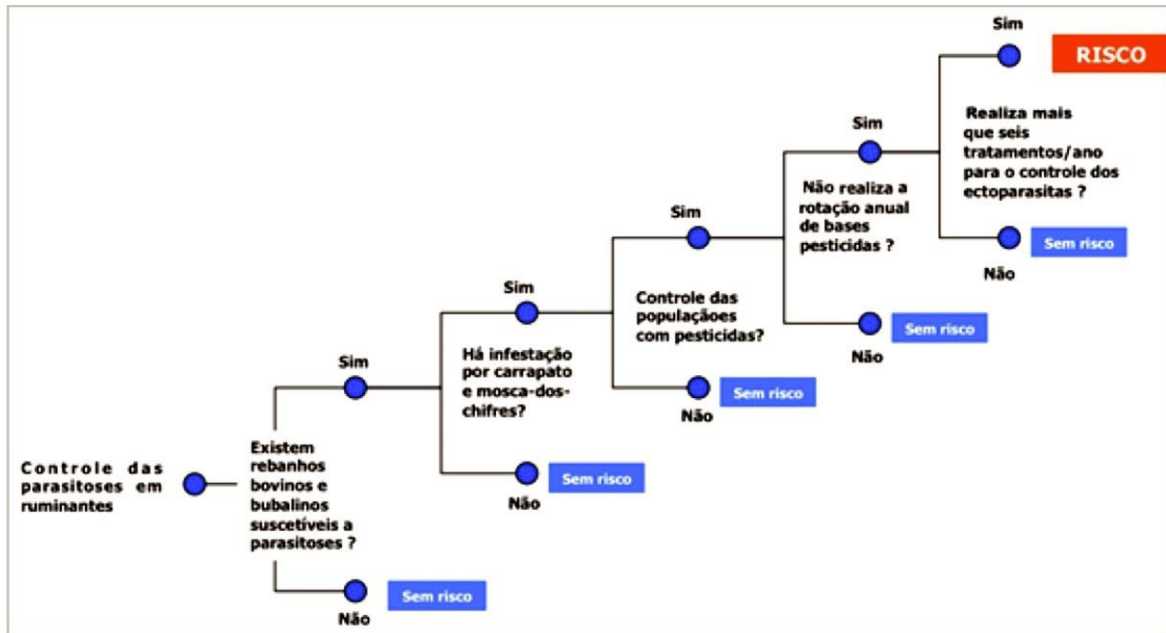 Controle das
parasitoses em
ruminantes
Existem
rebanhos
bovinos e
bubalinos
suscetíveis a
parasitoses ?
Sim
Não
Sem risco
Há infestação
por carrapato
e mosca-dos-
chifres?
Sim
Não
Sem risco
Controle das
populaçãoes
com pesticidas?
Sim
Não
Sem risco
Não realiza a
rotação anual
de bases
pesticidas ?
Sim
Não
Sem risco
Realiza mais
que seis
tratamentos/ano
para o controle dos
ectoparasitas ?
Sim
RISCO
Não
Sem risco